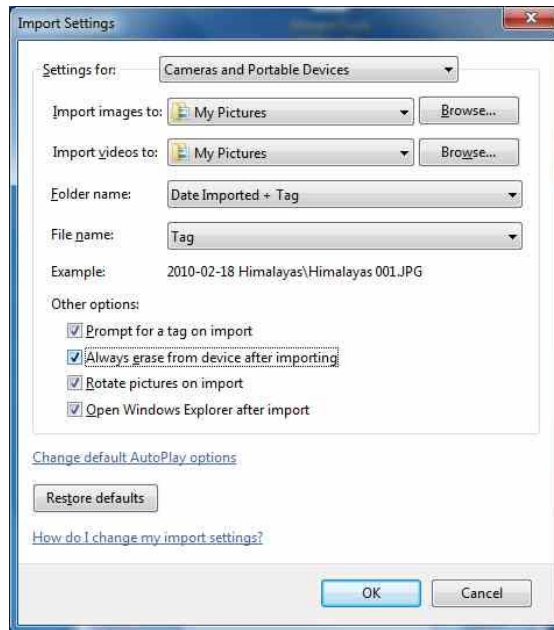 Import Settings
Settings for: Cameras and Portable Devices
Import images to: My Pictures Browse...
Import videos to: My Pictures Browse...
Folder name: Date Imported + Tag
File name: Tag
Example: 2010-02-18 Himalayas\Himalayas 001.JPG
Other options:
Prompt for a tag on import
Always erase from device after importing
Rotate pictures on import
Open Windows Explorer after import
Change default AutoPlay options
Restore defaults
How do I change my import settings?
OK Cancel